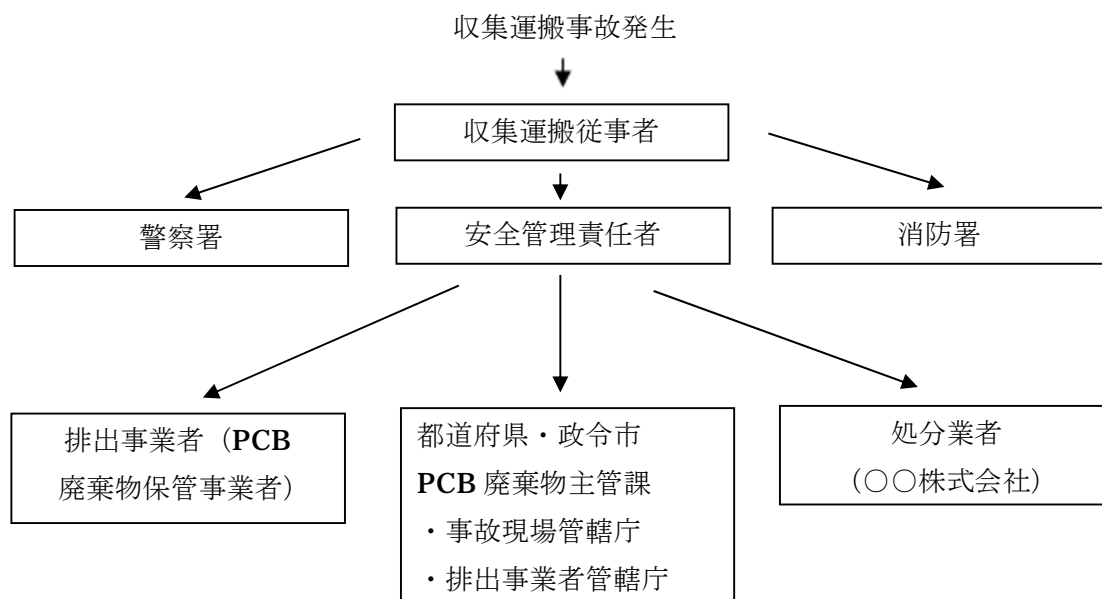 収集運搬事故発生
収集運搬従事者
警察署
安全管理責任者
消防署
排出事業者（PCB
廃棄物保管事業者）
都道府県・政令市
PCB 廃棄物主管課
・事故現場管轄庁
・排出事業者管轄庁
処分業者
（○○株式会社）